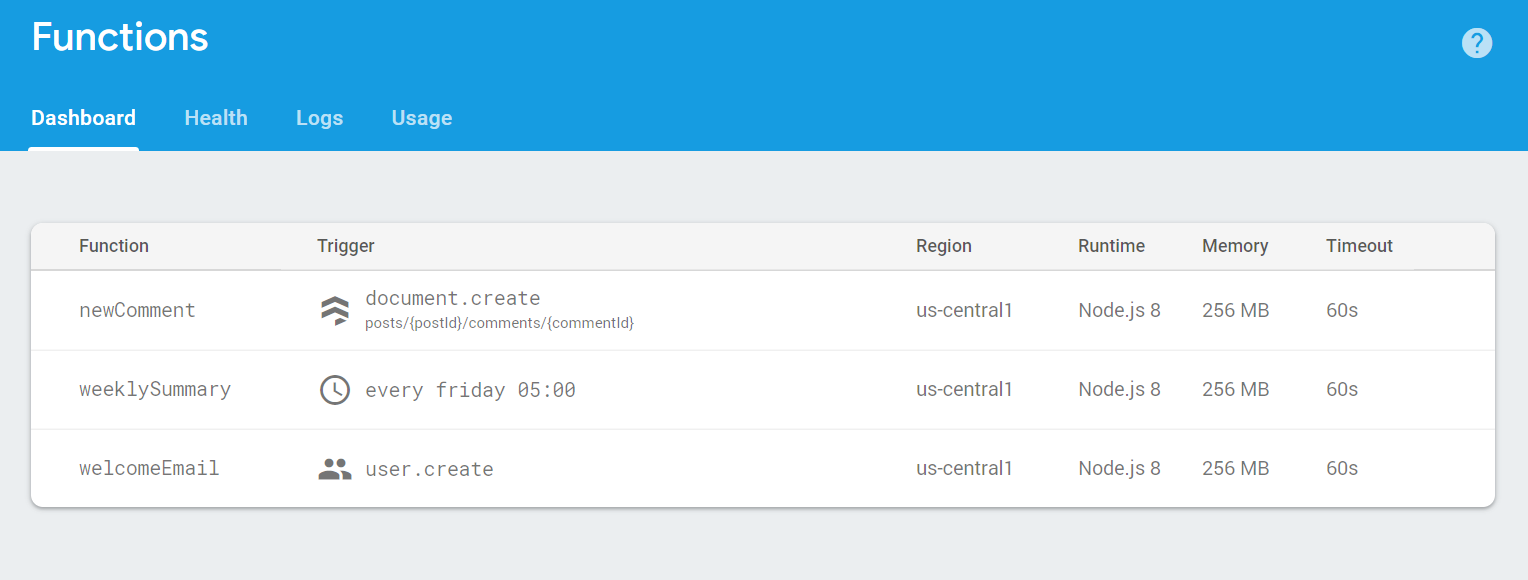 Functions
?
Dashboard Health Logs Usage
Function Trigger Region Runtime Memory Timeout
newComment document.create us-central1 Node.js 8 256 MB 60s
posts/{postId}/comments/{commentId}
weeklySummary every friday 05:00 us-central1 Node.js 8 256 MB 60s
welcomeEmail user.create us-central1 Node.js 8 256 MB 60s